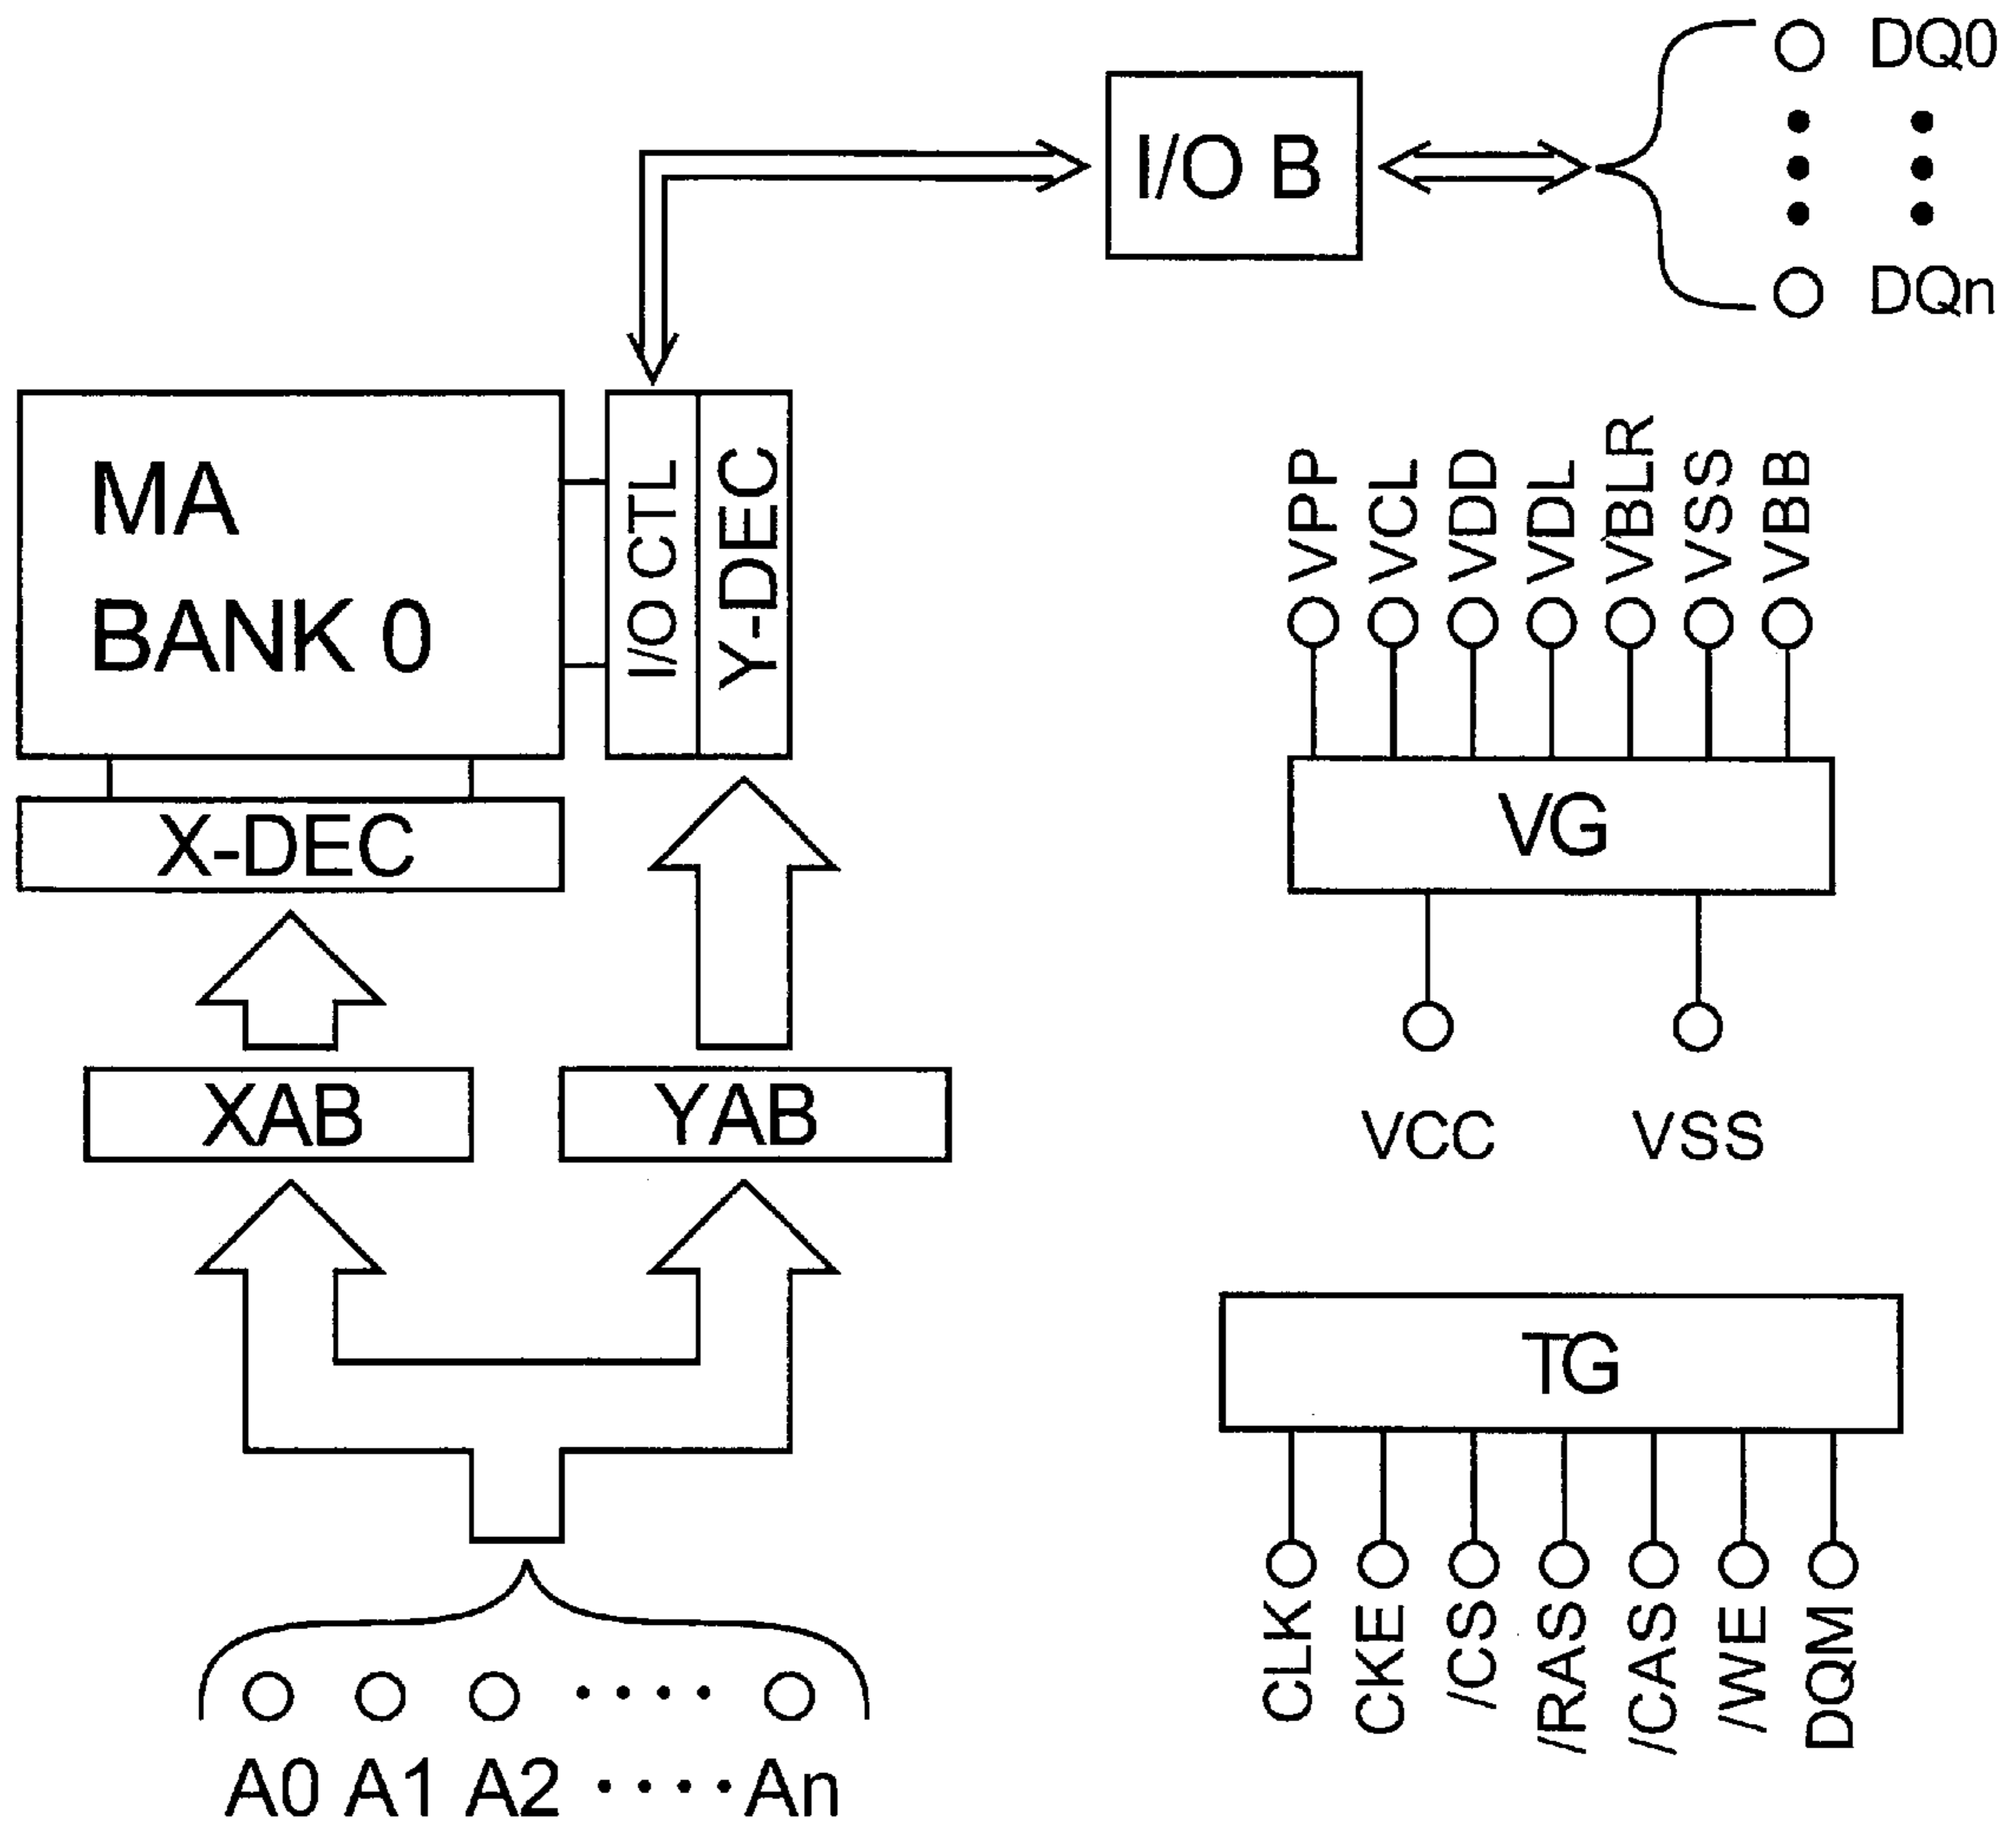 DQ0
I/O B
DQn
MA
BANK 0
I/O CTL
Y-DEC
VPP
VCL
VDD
VDL
VBLR
VSS
VBB
VG
X-DEC
XAB
YAB
VCC
VSS
TG
CLK
CKE
/CS
/RAS
/CAS
/WE
DQM
A0 A1 A2 ···· An